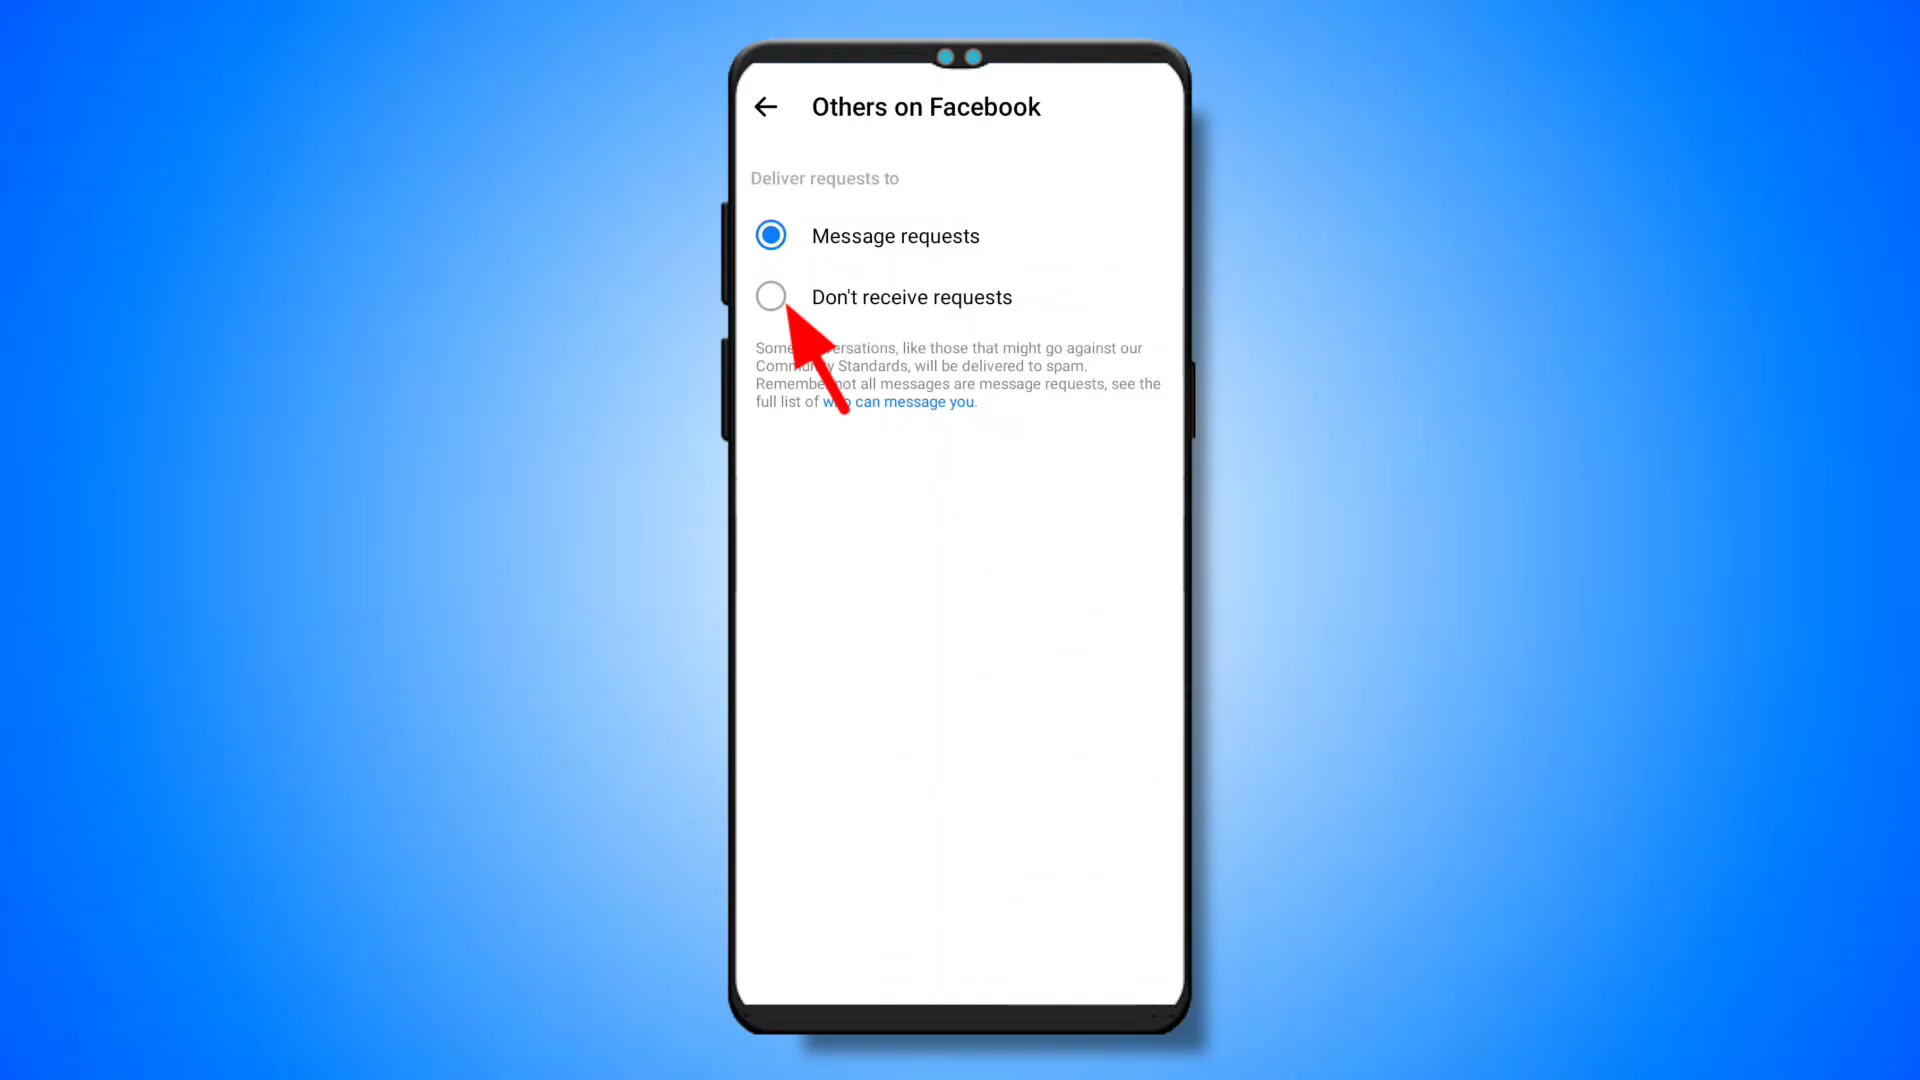 Others on Facebook
Deliver requests to
Message requests
Don't receive requests
Some ersations, like those that might go against our
Community Standards, will be delivered to spam.
Remember not all messages are message requests, see the
full list of who can message you.